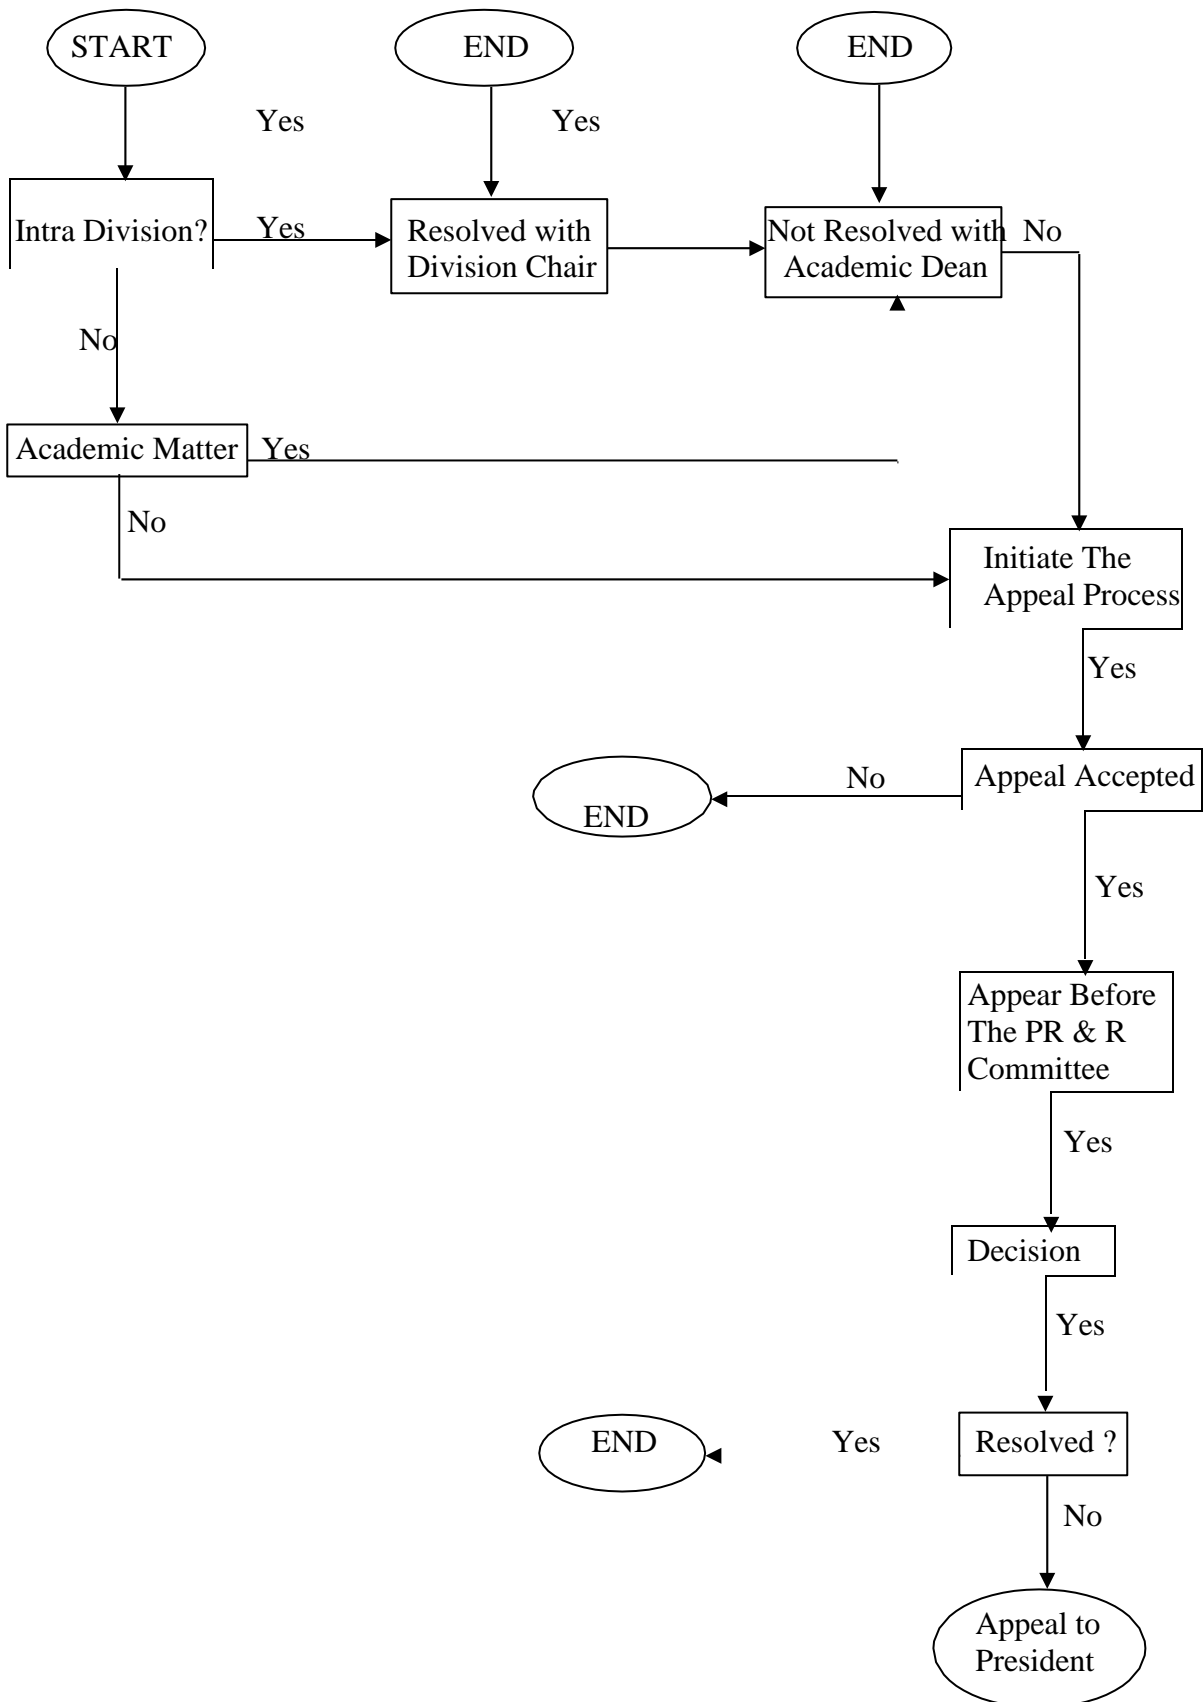 START
END
END
Yes
Yes
Intra Division?
Yes
Resolved with
Division Chair
Not Resolved with
Academic Dean
No
No
Academic Matter
Yes
No
Initiate The
Appeal Process
Yes
Appeal Accepted
No
END
Yes
Appear Before
The PR & R
Committee
Yes
Decision
Yes
END
Yes
Resolved ?
No
Appeal to
President